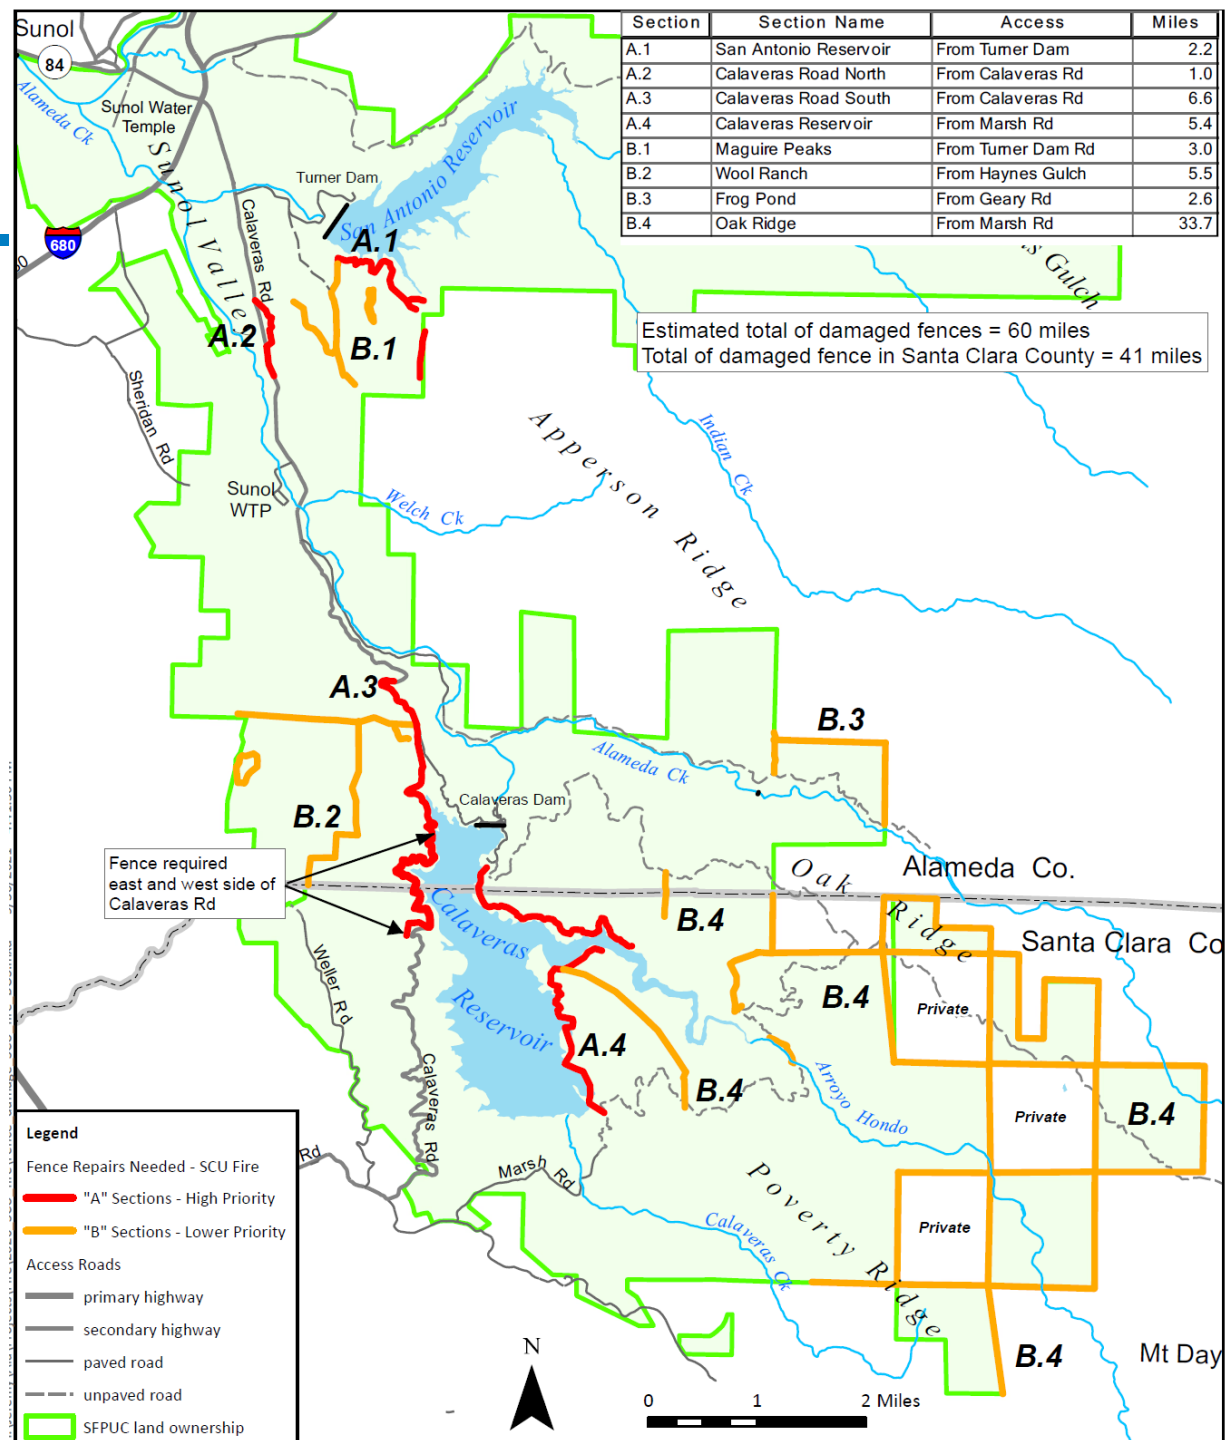 Section Section Name Access Miles
A.1 San Antonio Reservoir From Turner Dam 2.2
A.2 Calaveras Road North From Calaveras Rd 1.0
A.3 Calaveras Road South From Calaveras Rd 6.6
A.4 Calaveras Reservoir From Marsh Rd 5.4
B.1 Maguire Peaks From Turner Dam Rd 3.0
B.2 Wool Ranch From Haynes Gulch 5.5
B.3 Frog Pond From Geary Rd 2.6
B.4 Oak Ridge From Marsh Rd 33.7
Sunol
84
Alameda Ck
Sunol Water
Temple
Sunol Valley
Turner Dam
San Antonio Reservoir
680
Calaveras Rd
A.1
Gulch
A.2
B.1
Estimated total of damaged fences = 60 miles
Total of damaged fence in Santa Clara County = 41 miles
Sheridan Rd
Apperson Ridge
Indian Ck
Sunol
WTP
Welch Ck
A.3
B.3
Alameda Ck
Calaveras Dam
B.2
Fence required
east and west side of
Calaveras Rd
Oak Ridge
Alameda Co.
Santa Clara Co
Calaveras
Reservoir
B.4
Weller Rd
B.4
Private
A.4
B.4
Calaveras Rd
Arroyo Hondo
Private
B.4
Rd
Marsh Rd
Poverty Ridge
Calaveras Ck
Private
B.4
Mt Day
Legend
Fence Repairs Needed - SCU Fire
"A" Sections - High Priority
"B" Sections - Lower Priority
Access Roads
primary highway
secondary highway
paved road
unpaved road
SFPUC land ownership
N
0 1 2 Miles